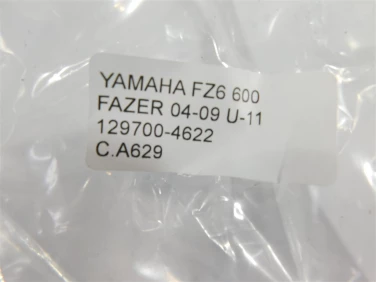 YAMAHA FZ6 600
FAZER 04-09 U-11
129700-4622
C.A629